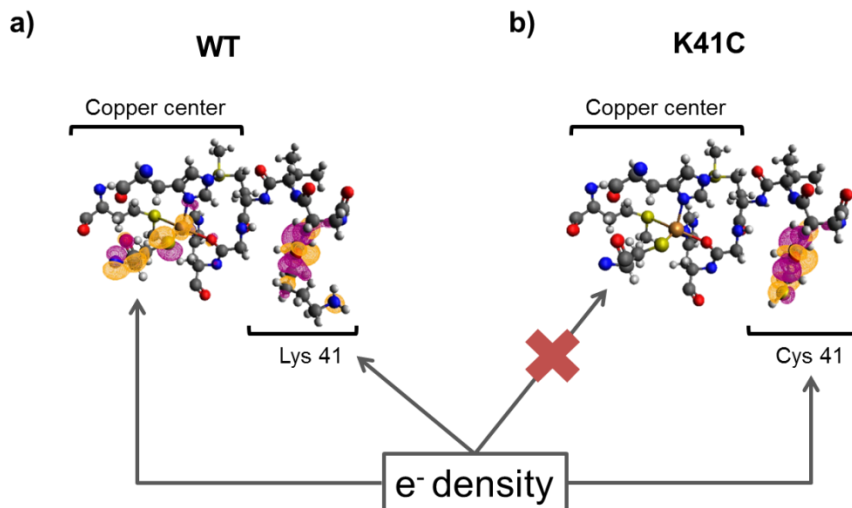 a)
WT
Copper center
Lys 41
b)
K41C
Copper center
Cys 41
e⁻ density